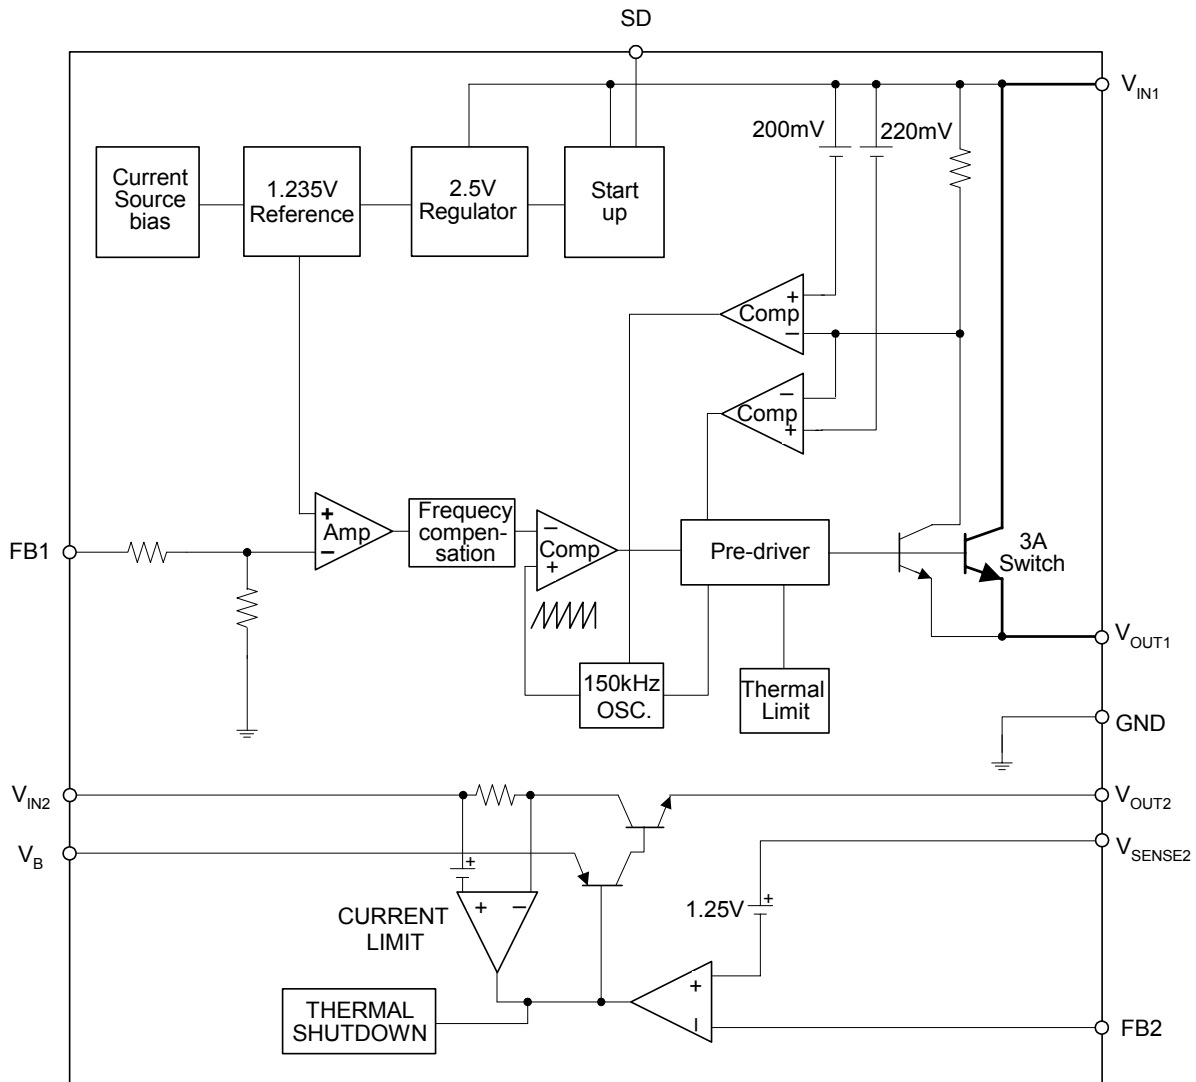 SD
V_IN1
200mV 220mV
Current
Source
bias
1.235V
Reference
2.5V
Regulator
Start
up
+
Comp
−
−
Comp
+
+
Amp
−
Frequecy
compen-
sation
−
Comp
+
Pre-driver
3A
Switch
FB1
V_OUT1
150kHz
OSC.
Thermal
Limit
GND
V_IN2
V_OUT2
V_B
V_SENSE2
+
+
1.25V
+ −
CURRENT
LIMIT
+
−
THERMAL
SHUTDOWN
FB2